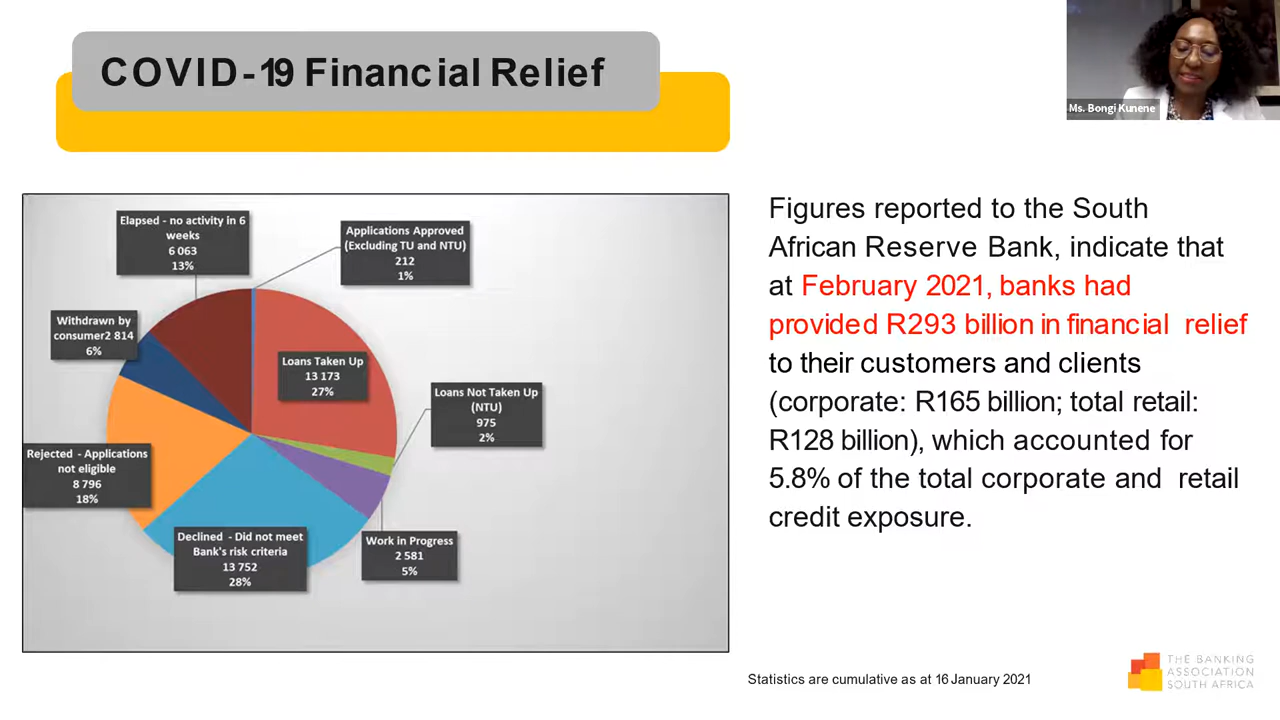 COVID-19 Financial Relief
Ms. Bongi Kunene
Elapsed - no activity in 6
weeks
6 063
13%
Applications Approved
(Excluding TU and NTU)
212
1%
Withdrawn by
consumer2 814
6%
Loans Taken Up
13 173
27%
Loans Not Taken Up
(NTU)
975
2%
Rejected - Applications
not eligible
8 796
18%
Declined - Did not meet
Bank's risk criteria
13 752
28%
Work in Progress
2 581
5%
Figures reported to the South
African Reserve Bank, indicate that
at February 2021, banks had
provided R293 billion in financial relief
to their customers and clients
(corporate: R165 billion; total retail:
R128 billion), which accounted for
5.8% of the total corporate and retail
credit exposure.
Statistics are cumulative as at 16 January 2021
THE BANKING
ASSOCIATION
SOUTH AFRICA